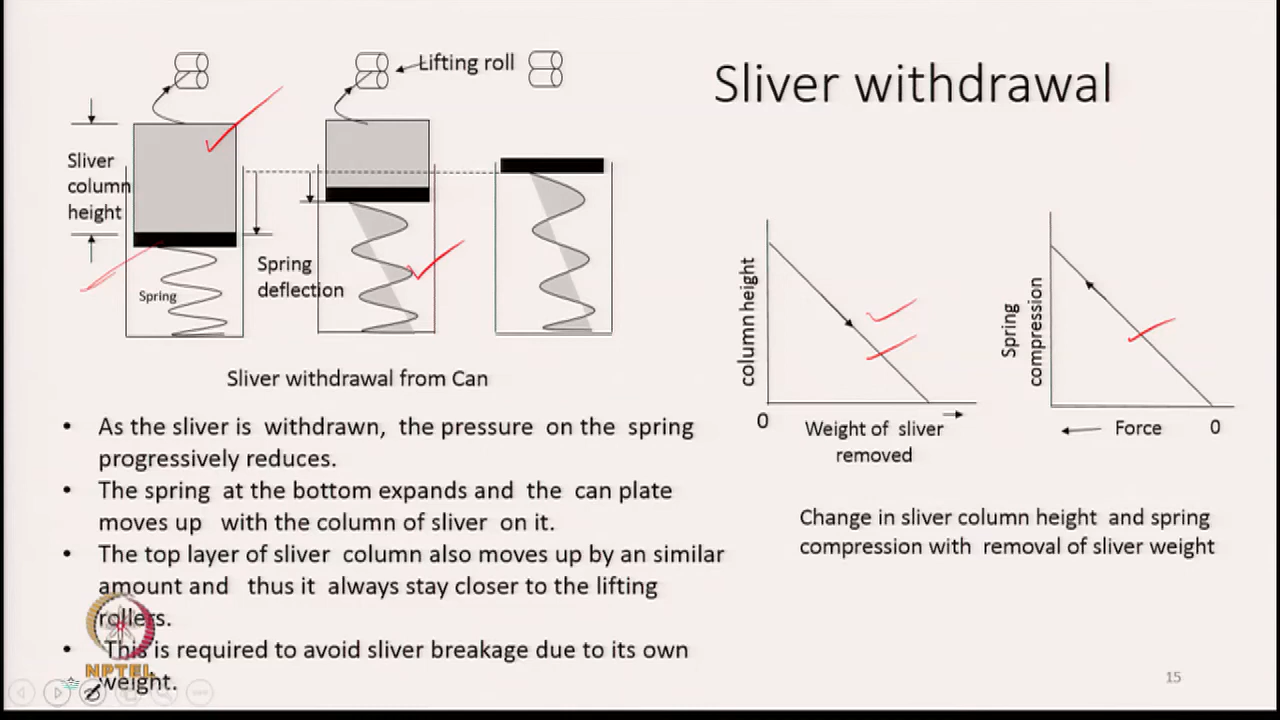 Sliver withdrawal
Lifting roll
Sliver
column
height
Spring
Spring
deflection
Sliver withdrawal from Can
• As the sliver is withdrawn, the pressure on the spring
progressively reduces.
• The spring at the bottom expands and the can plate
moves up with the column of sliver on it.
• The top layer of sliver column also moves up by an similar
amount and thus it always stay closer to the lifting
rollers.
• This is required to avoid sliver breakage due to its own
weight.
column height
0
Weight of sliver
removed
Spring
compression
Force
0
Change in sliver column height and spring
compression with removal of sliver weight
NPTEL
15